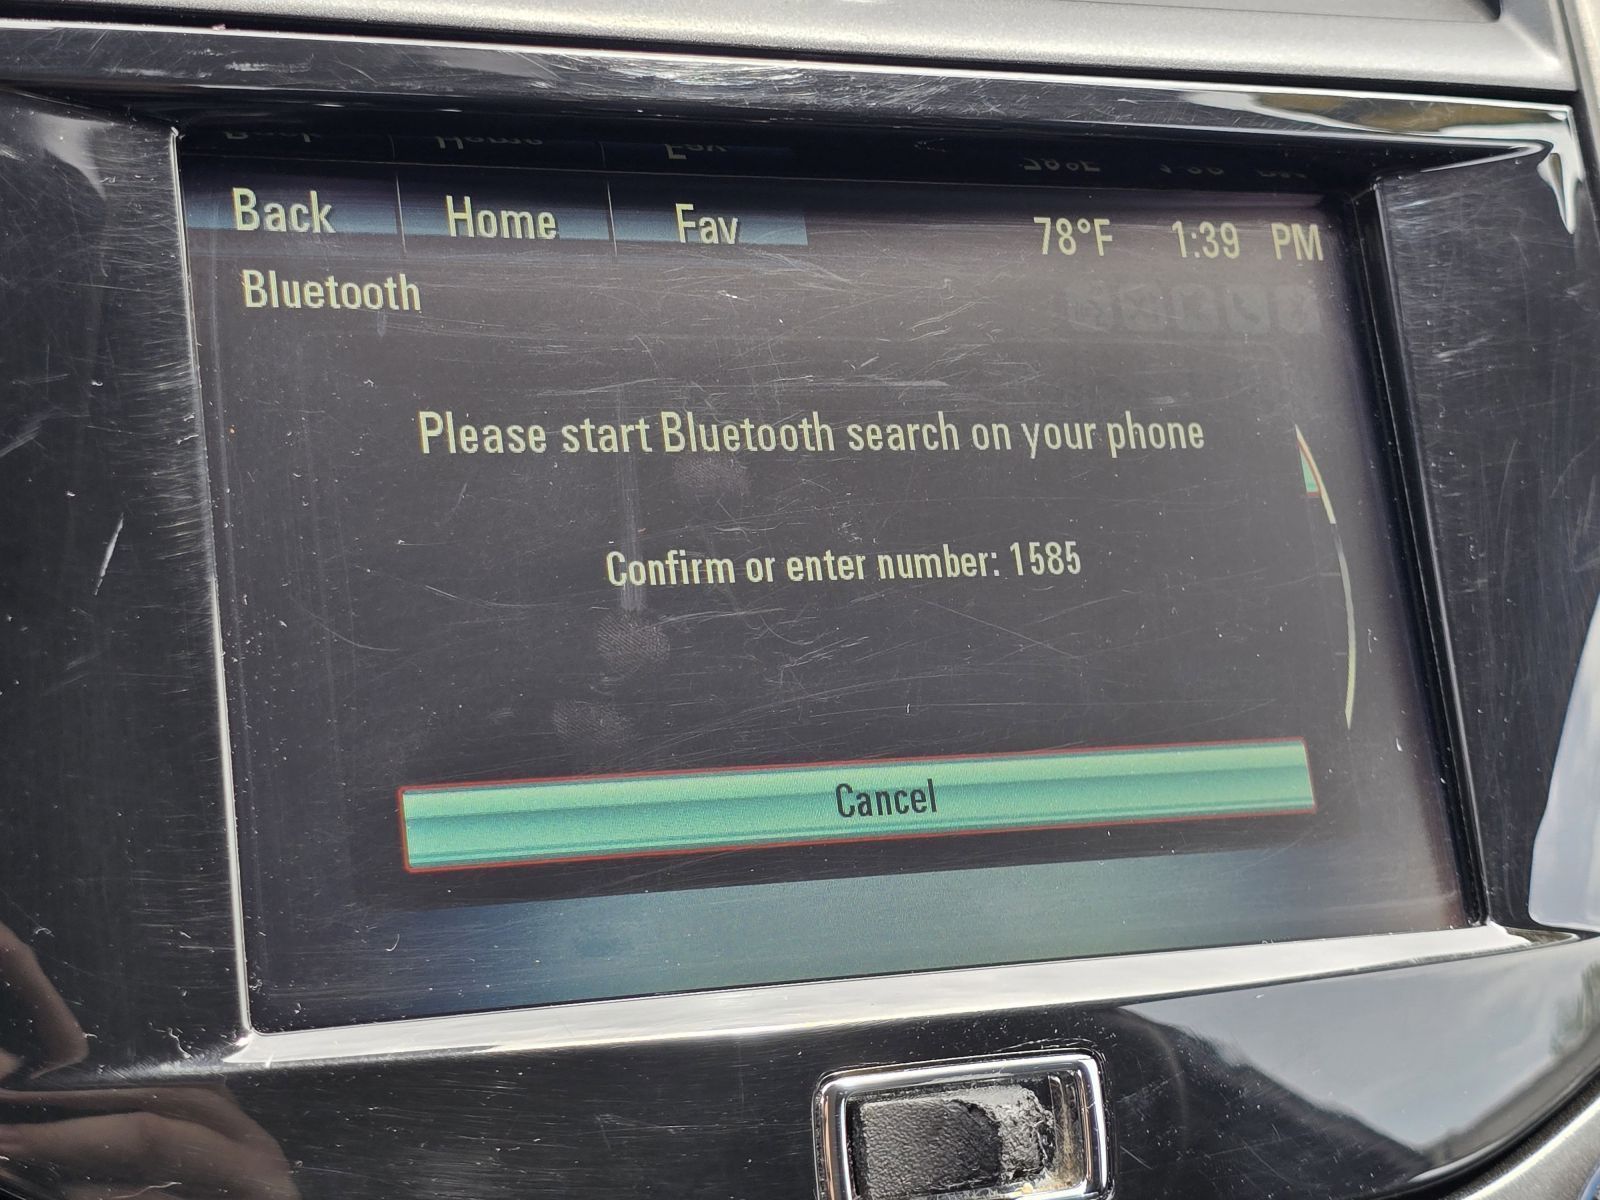 Back Home Fav 78°F 1:39 PM
Bluetooth
Please start Bluetooth search on your phone
Confirm or enter number: 1585
Cancel